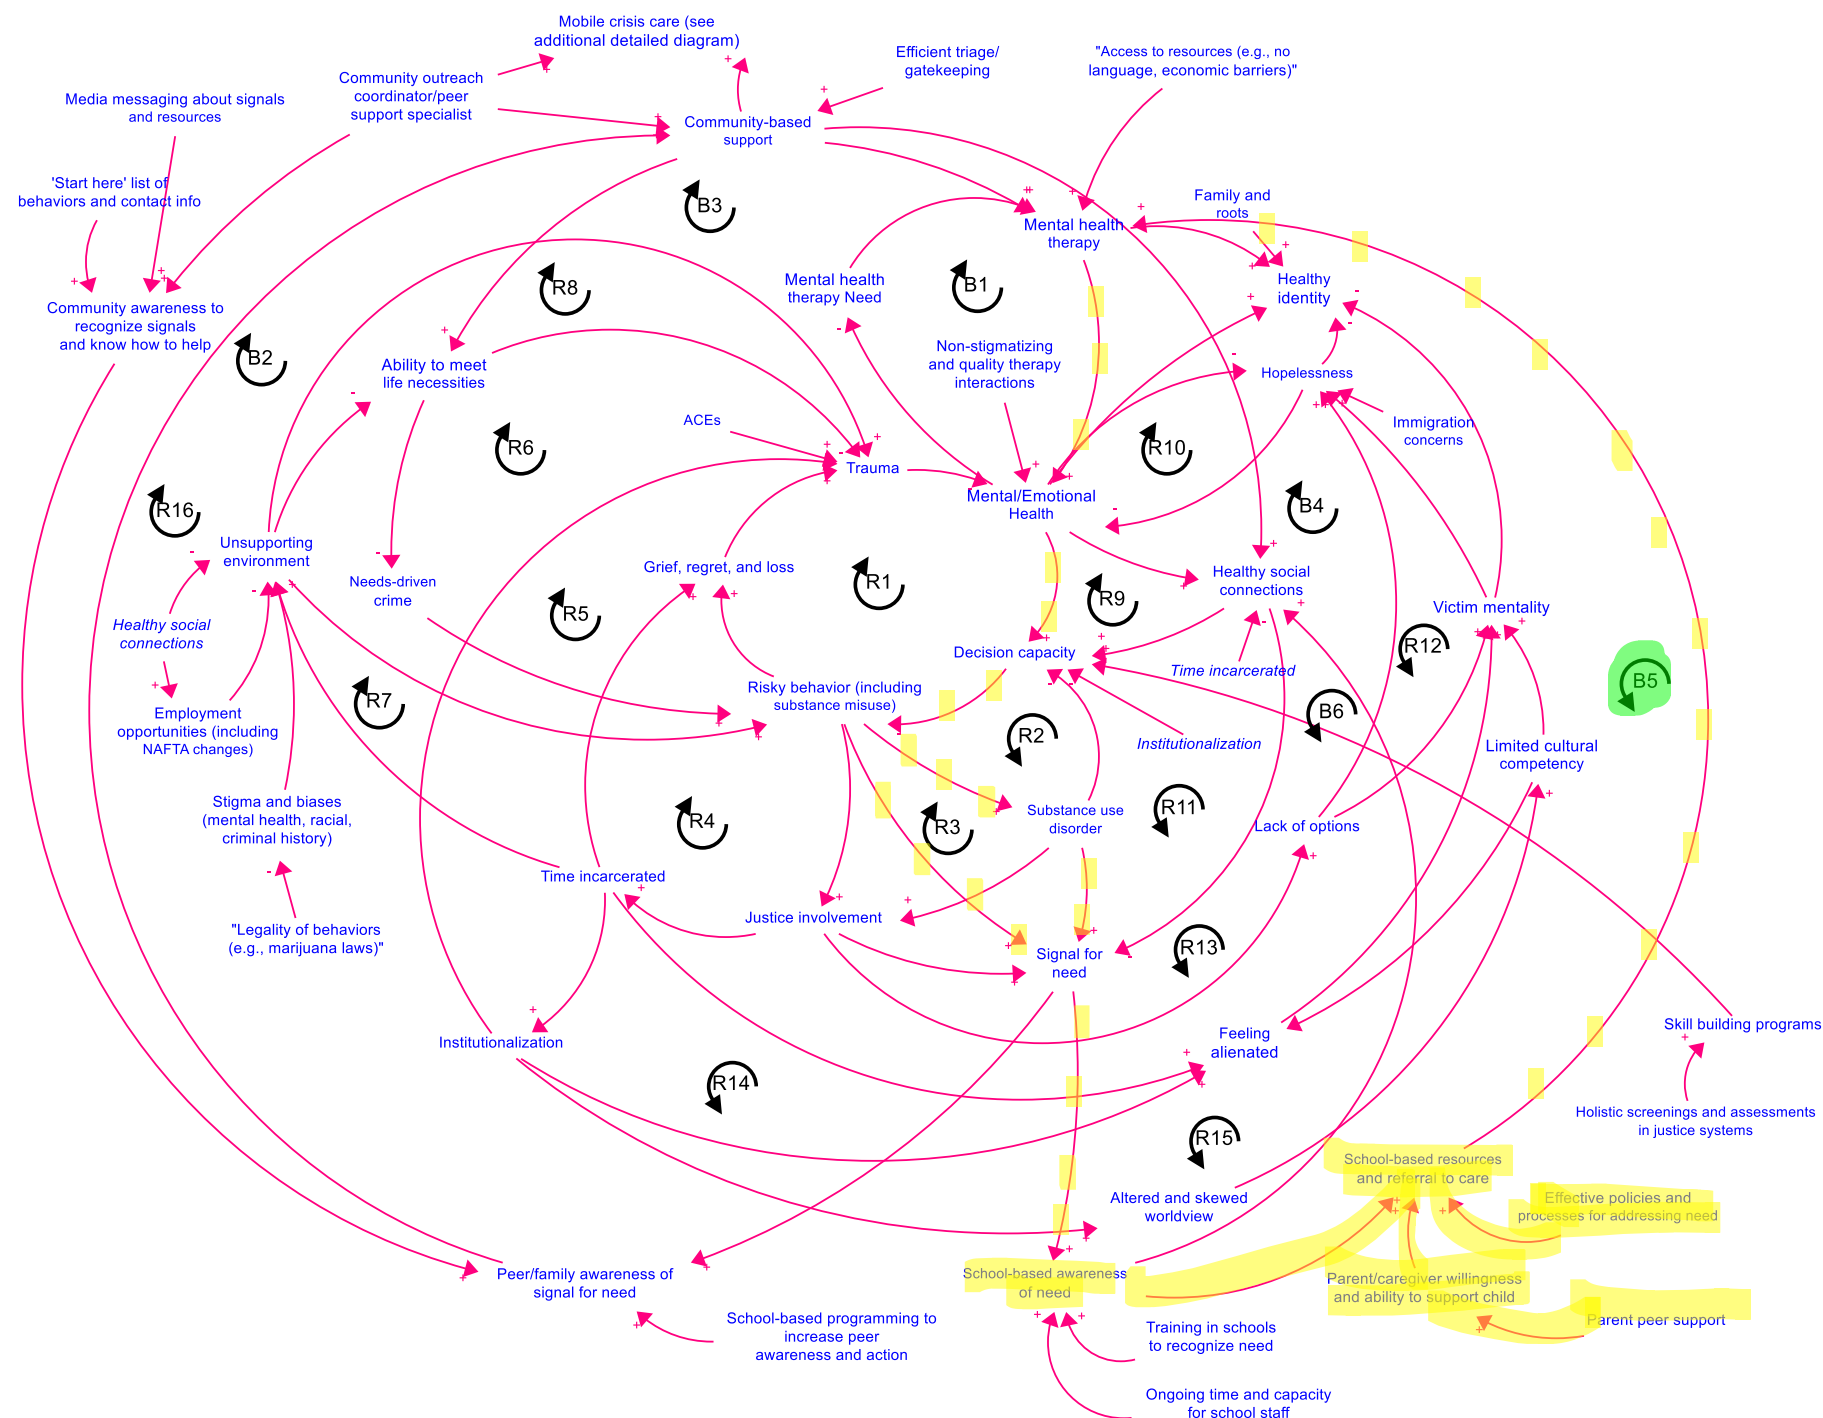 Mobile crisis care (see
additional detailed diagram)
Efficient triage/
gatekeeping
"Access to resources (e.g., no
language, economic barriers)"
Community outreach
coordinator/peer
support specialist
Media messaging about signals
and resources
Community-based
support
'Start here' list of
behaviors and contact info
B3
Family and
roots
Mental health
therapy
Mental health
therapy Need
B1
R8
Healthy
identity
Community awareness to
recognize signals
and know how to help
B2
Ability to meet
life necessities
Non-stigmatizing
and quality therapy
interactions
Hopelessness
ACEs
Immigration
concerns
R6
R10
Trauma
Mental/Emotional
Health
B4
R16
Unsupporting
environment
Needs-driven
crime
Grief, regret, and loss
R1
Healthy social
connections
R9
R5
Victim mentality
Healthy social
connections
R12
Decision capacity
Time incarcerated
B5
Risky behavior (including
substance misuse)
R7
Employment
opportunities (including
NAFTA changes)
R2
B6
Institutionalization
Limited cultural
competency
Stigma and biases
(mental health, racial,
criminal history)
R4
R3
Substance use
disorder
R11
Lack of options
Time incarcerated
Justice involvement
"Legality of behaviors
(e.g., marijuana laws)"
Signal for
need
R13
Institutionalization
Feeling
alienated
Skill building programs
R14
Holistic screenings and assessments
in justice systems
R15
School-based resources
and referral to care
Altered and skewed
worldview
Effective policies and
processes for addressing need
Peer/family awareness of
signal for need
School-based awareness
of need
Parent/caregiver willingness
and ability to support child
Parent peer support
School-based programming to
increase peer
awareness and action
Training in schools
to recognize need
Ongoing time and capacity
for school staff